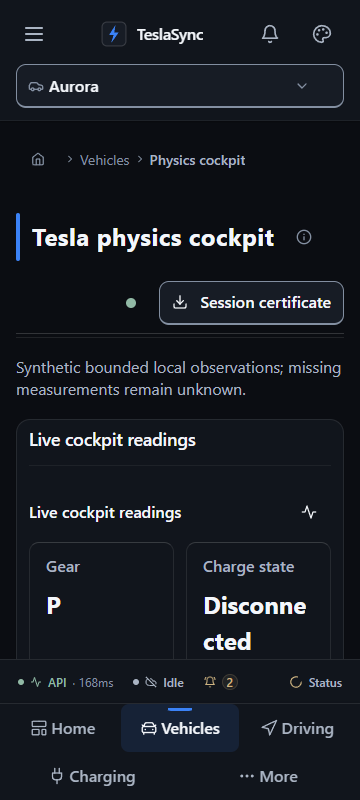 TeslaSync
Aurora
Vehicles
Physics cockpit
Tesla physics cockpit
Session certificate
Synthetic bounded local observations; missing
measurements remain unknown.
Live cockpit readings
Live cockpit readings
Gear
Charge state
P
Disconne
cted
API · 168ms
Idle
2
Status
Home
Vehicles
Driving
Charging
More